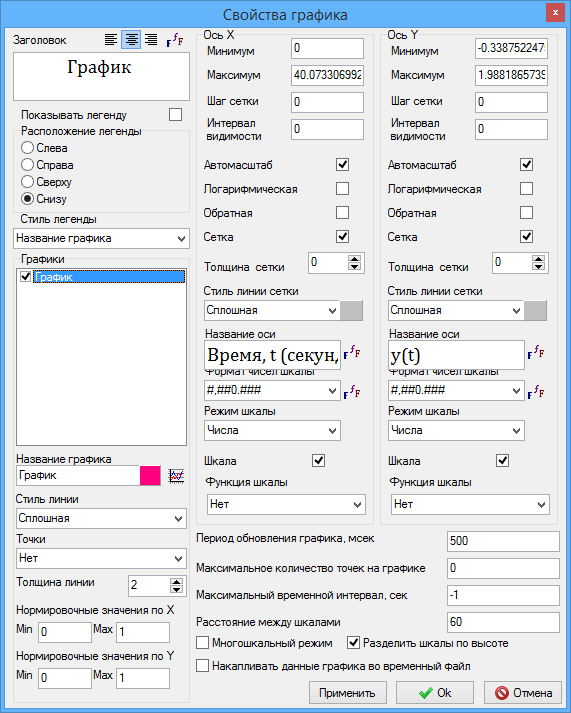 Свойства графика
Заголовок
График
Показывать легенду
Расположение легенды
Слева
Справа
Сверху
Снизу
Стиль легенды
Название графика
Графики
График
Название графика
График
Стиль линии
Сплошная
Точки
Нет
Толщина линии 2
Нормировочные значения по X
Min 0 Max 1
Нормировочные значения по Y
Min 0 Max 1
Ось X
Минимум 0
Максимум 40.073306992
Шаг сетки 0
Интервал видимости 0
Автомасштаб
Логарифмическая
Обратная
Сетка
Толщина сетки 0
Стиль линии сетки
Сплошная
Название оси
Время, t (секун
Формат чисел шкалы
#,##0.###
Режим шкалы
Числа
Шкала
Функция шкалы
Нет
Ось Y
Минимум -0.338752247
Максимум 1.9881865739
Шаг сетки 0
Интервал видимости 0
Автомасштаб
Логарифмическая
Обратная
Сетка
Толщина сетки 0
Стиль линии сетки
Сплошная
Название оси
y(t)
Формат чисел шкалы
#,##0.###
Режим шкалы
Числа
Шкала
Функция шкалы
Нет
Период обновления графика, мсек 500
Максимальное количество точек на графике 0
Максимальный временной интервал, сек -1
Расстояние между шкалами 60
Многошкальный режим Разделить шкалы по высоте
Накапливать данные графика во временный файл
Применить Ok Отмена